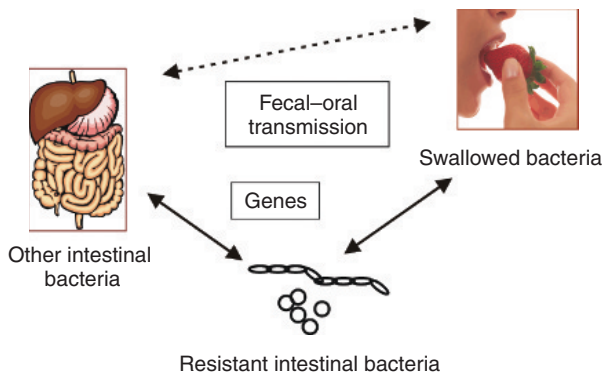 Fecal–oral
transmission
Swallowed bacteria
Genes
Other intestinal
bacteria
Resistant intestinal bacteria